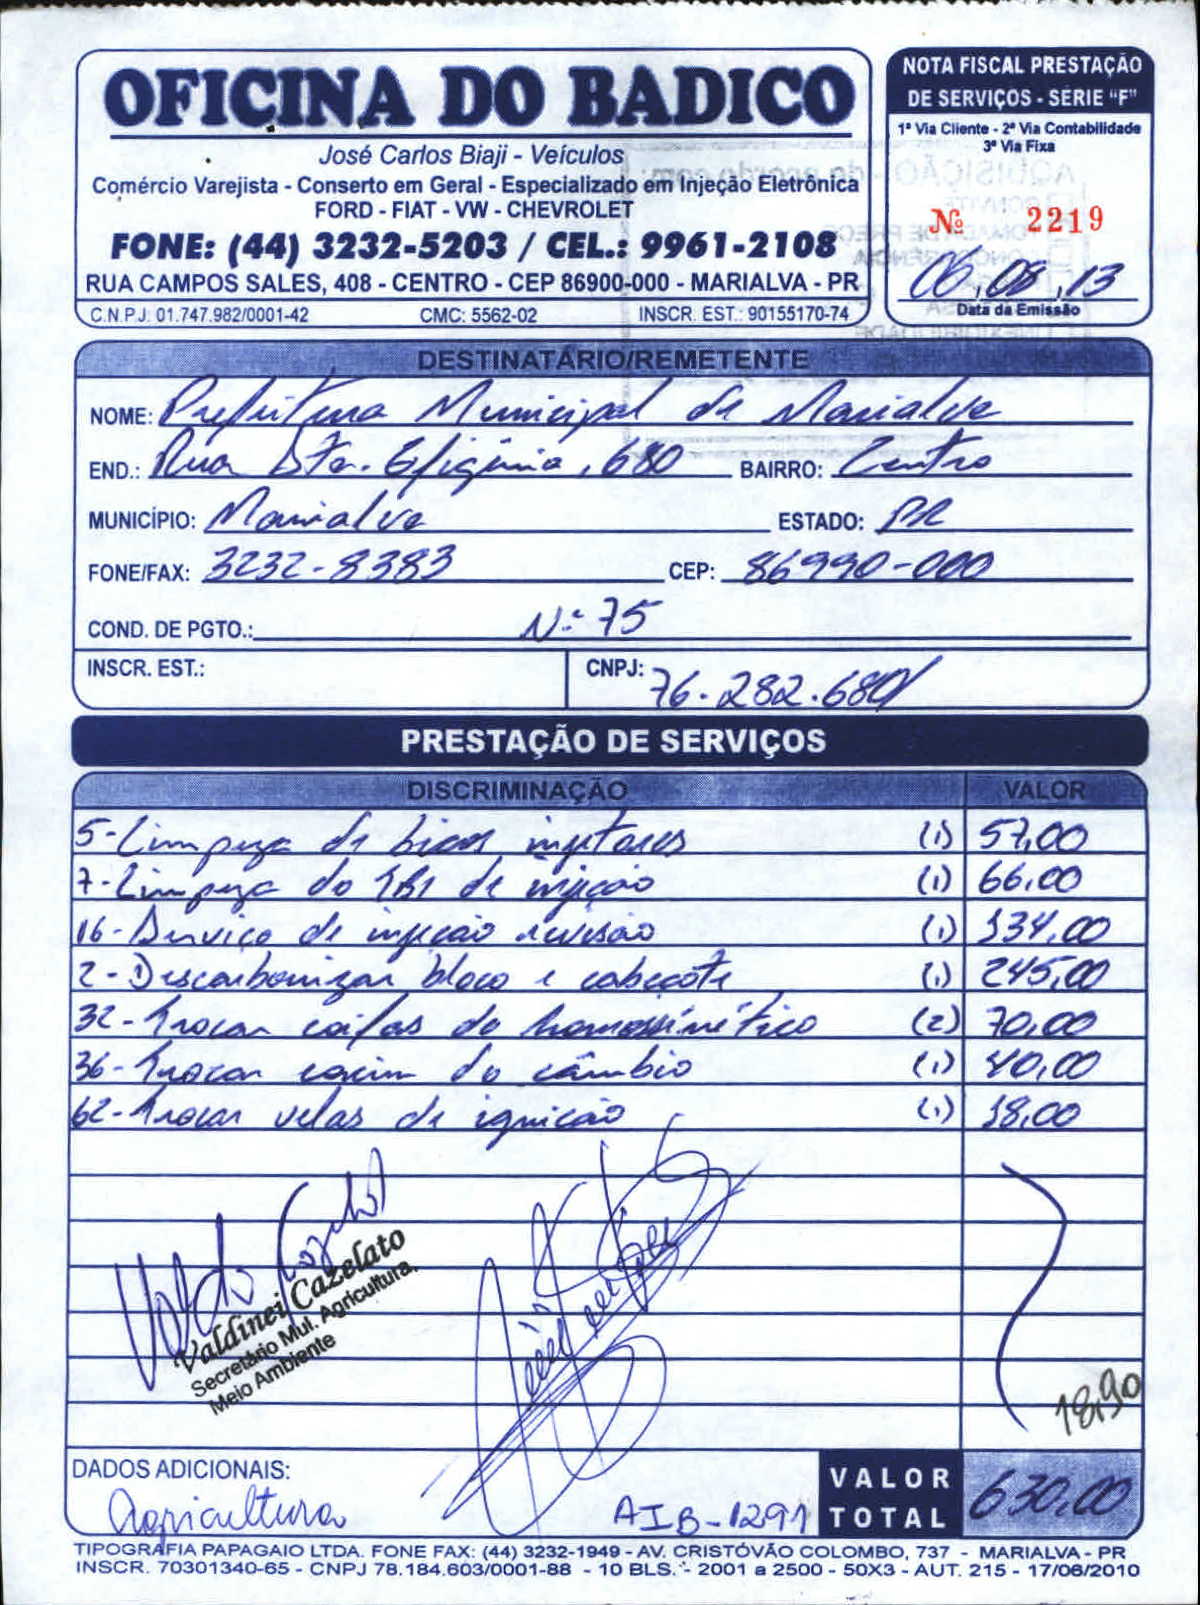 OFICINA DO BADICO
José Carlos Biaji - Veículos
Comércio Varejista - Conserto em Geral - Especializado em Injeção Eletrônica
FORD - FIAT - VW - CHEVROLET
FONE: (44) 3232-5203 / CEL.: 9961-2108
RUA CAMPOS SALES, 408 - CENTRO - CEP 86900-000 - MARIALVA - PR
C.N.P.J. 01.747.982/0001-42 CMC: 5562-02 INSCR. EST.: 90155170-74
NOTA FISCAL PRESTAÇÃO
DE SERVIÇOS - SÉRIE “F”
1ª Via Cliente - 2ª Via Contabilidade
3ª Via Fixa
Nº 2219
06,08,13
Data da Emissão
DESTINATÁRIO/REMETENTE
NOME: Prefeitura Municipal de Marialva
END.: Rua Sta. Efigênia, 680 BAIRRO: Centro
MUNICÍPIO: Marialva ESTADO: PR
FONE/FAX: 3232-8383 CEP: 86990-000
COND. DE PGTO.: Nº 75
INSCR. EST.: CNPJ: 76.282.680/
PRESTAÇÃO DE SERVIÇOS
DISCRIMINAÇÃO VALOR
5-Limpeza de bicos injetores (1) 57,00
7-Limpeza do TBI de injeção (1) 66,00
16-Serviço de injeção revisão (1) 134,00
2-Descarbonizar bloco e cabeçote (1) 245,00
32-Trocar coifas do homossinético (2) 70,00
36-Trocar coxim do câmbio (1) 40,00
62-Trocar velas de ignição (1) 18,00
Valdinei Cazelato
Secretário Mul. Agricultura,
Meio Ambiente
18,90
DADOS ADICIONAIS:
Agricultura AIB-1291
VALOR TOTAL 630,00
TIPOGRAFIA PAPAGAIO LTDA. FONE FAX: (44) 3232-1949 - AV. CRISTÓVÃO COLOMBO, 737 - MARIALVA - PR
INSCR. 70301340-65 - CNPJ 78.184.603/0001-88 - 10 BLS. - 2001 a 2500 - 50X3 - AUT. 215 - 17/06/2010